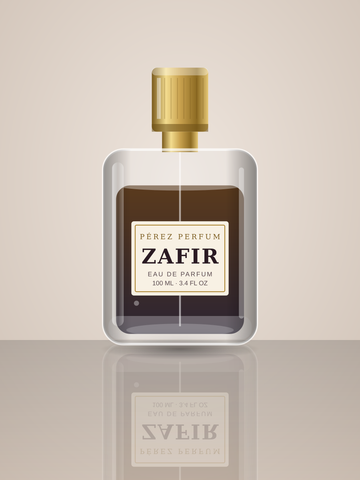 PÉREZ PERFUM
ZAFIR
EAU DE PARFUM
100 ML · 3.4 FL OZ